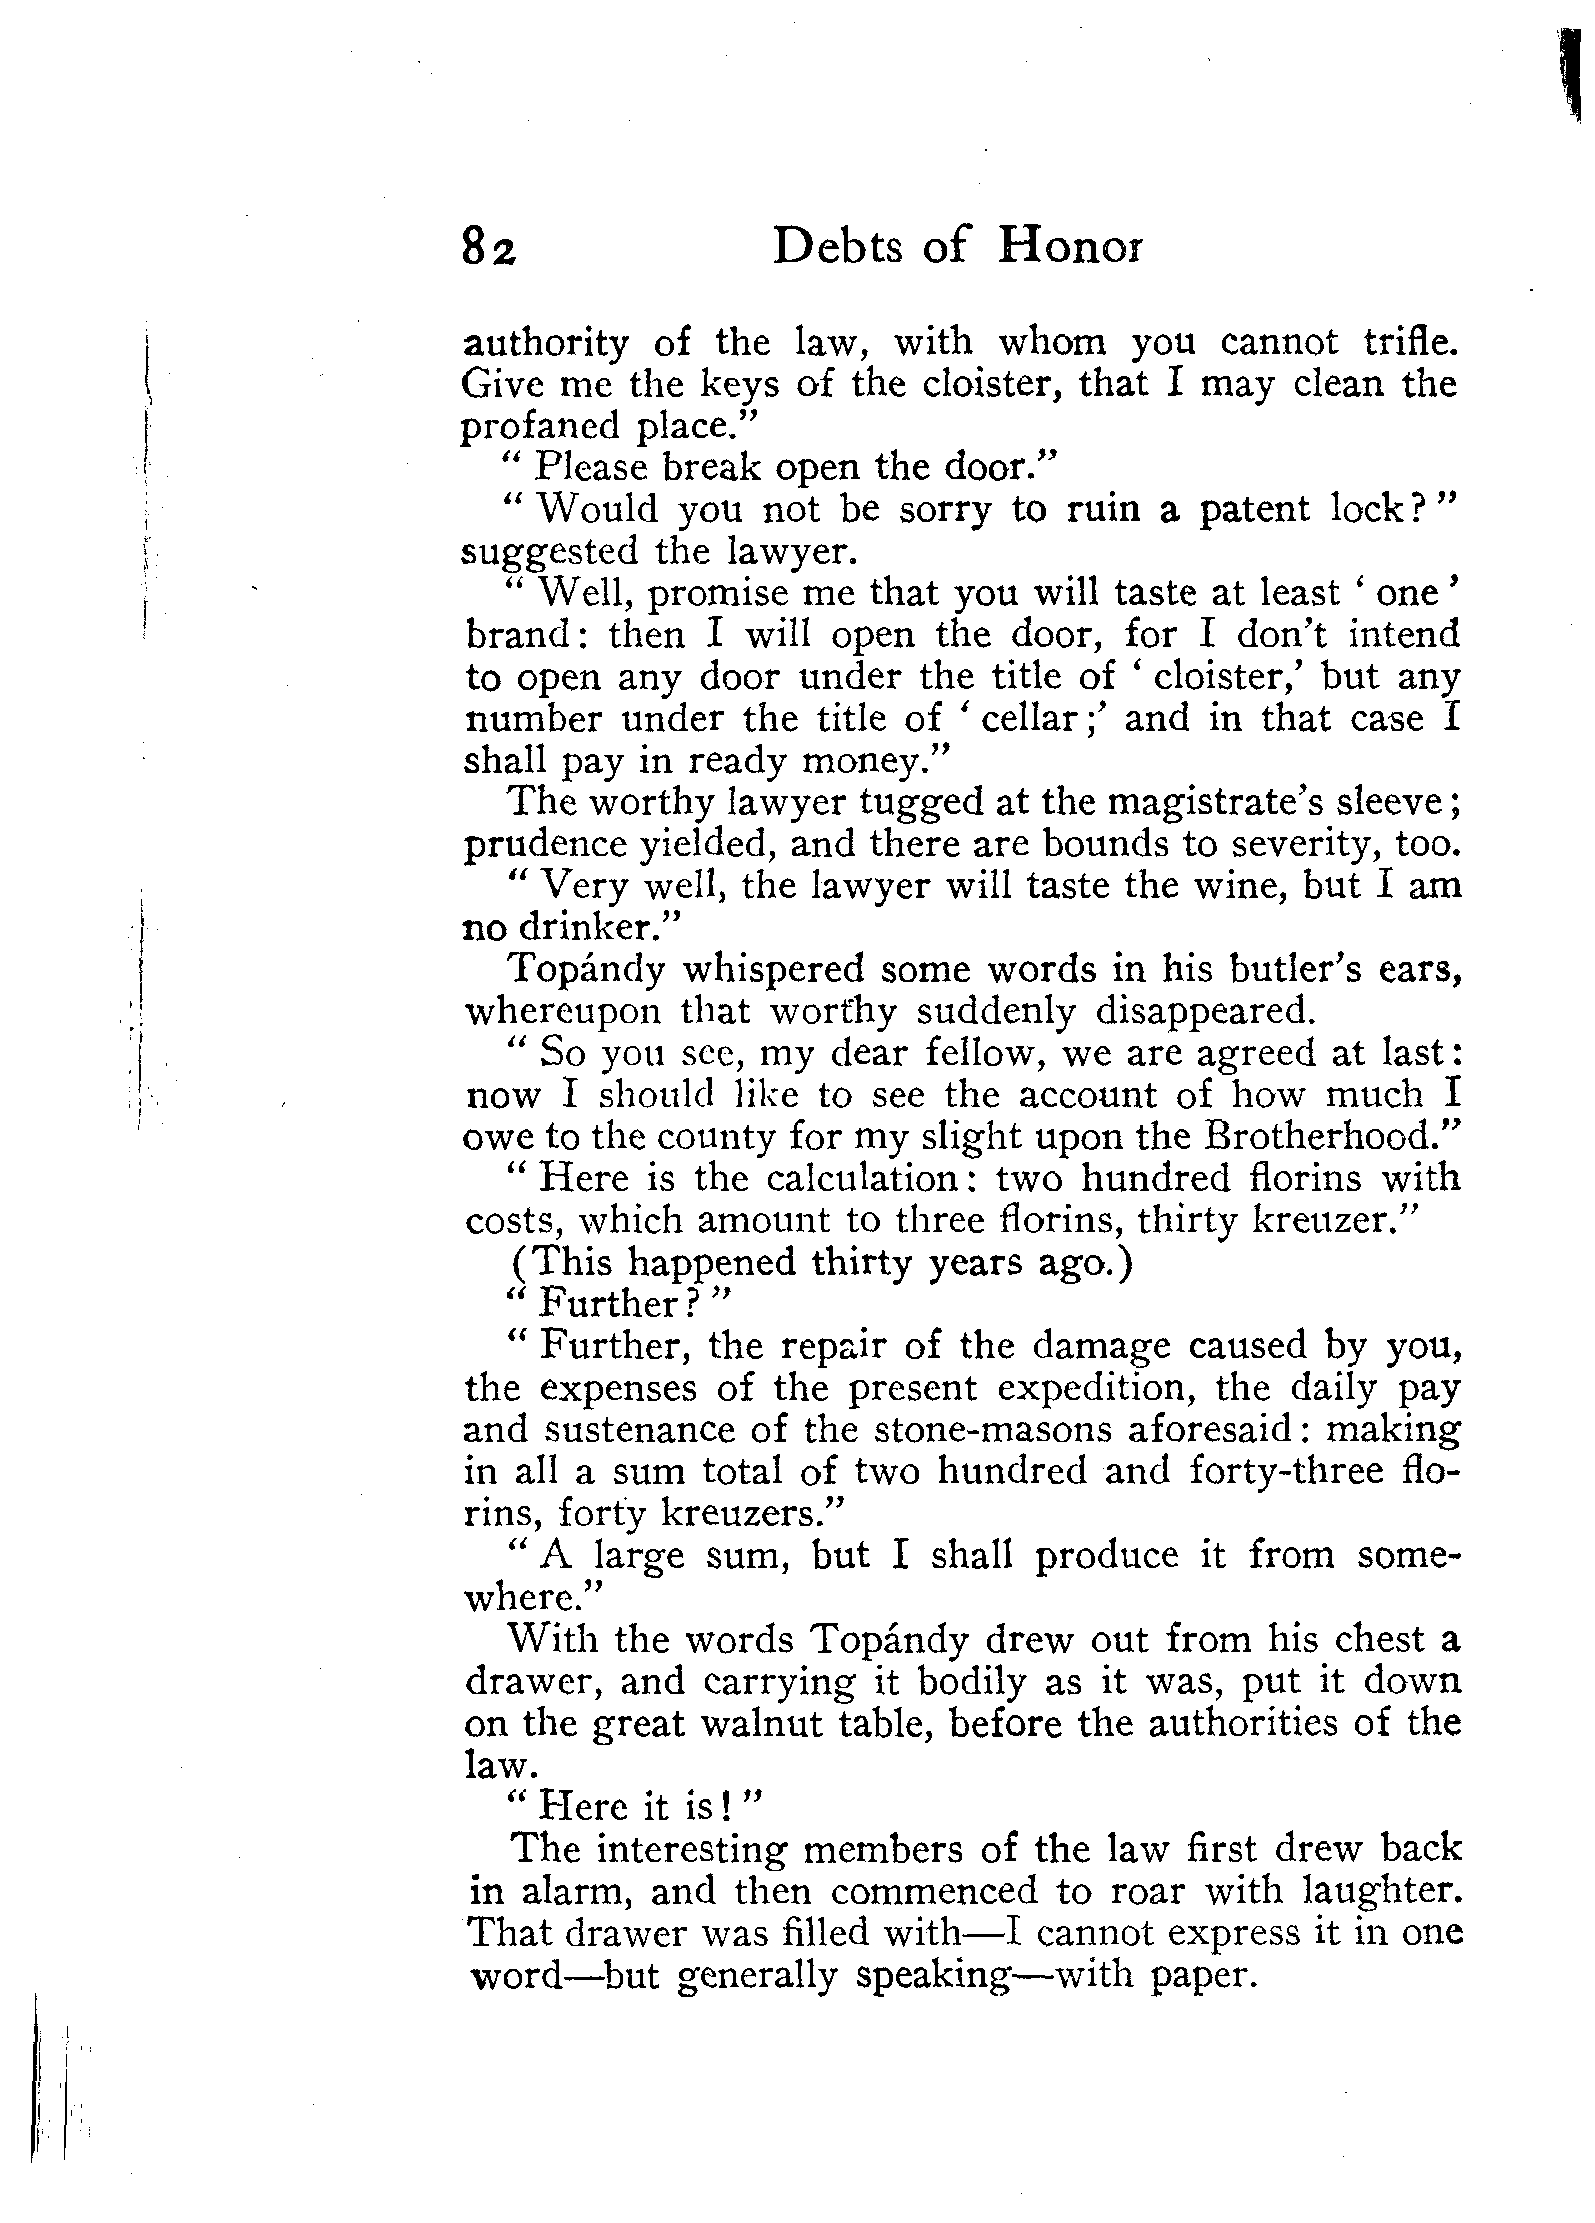 82 Debts of Honor
authority of the law, with whom you cannot trifle.
Give me the keys of the cloister, that I may clean the
profaned place."
" Please break open the door."
" Would you not be sorry to ruin a patent lock? "
suggested the lawyer.
" Well, promise me that you will taste at least ' one '
brand: then I will open the door, for I don't intend
to open any door under the title of ' cloister,' but any
number under the title of ' cellar;' and in that case I
shall pay in ready money."
The worthy lawyer tugged at the magistrate's sleeve;
prudence yielded, and there are bounds to severity, too.
" Very well, the lawyer will taste the wine, but I am
no drinker."
Topándy whispered some words in his butler's ears,
whereupon that worthy suddenly disappeared.
" So you see, my dear fellow, we are agreed at last:
now I should like to see the account of how much I
owe to the county for my slight upon the Brotherhood."
" Here is the calculation: two hundred florins with
costs, which amount to three florins, thirty kreuzer."
(This happened thirty years ago.)
" Further? "
" Further, the repair of the damage caused by you,
the expenses of the present expedition, the daily pay
and sustenance of the stone-masons aforesaid: making
in all a sum total of two hundred and forty-three flo-
rins, forty kreuzers."
" A large sum, but I shall produce it from some-
where."
With the words Topándy drew out from his chest a
drawer, and carrying it bodily as it was, put it down
on the great walnut table, before the authorities of the
law.
" Here it is! "
The interesting members of the law first drew back
in alarm, and then commenced to roar with laughter.
That drawer was filled with—I cannot express it in one
word—but generally speaking—with paper.